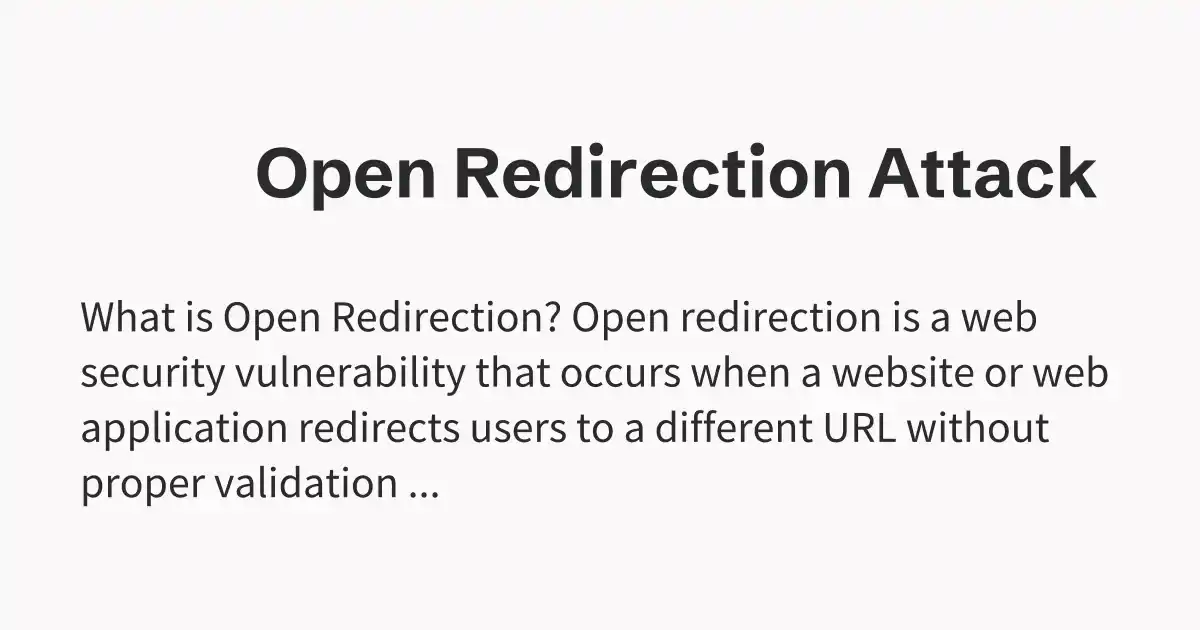 Open Redirection Attack
What is Open Redirection? Open redirection is a web
security vulnerability that occurs when a website or web
application redirects users to a different URL without
proper validation ...